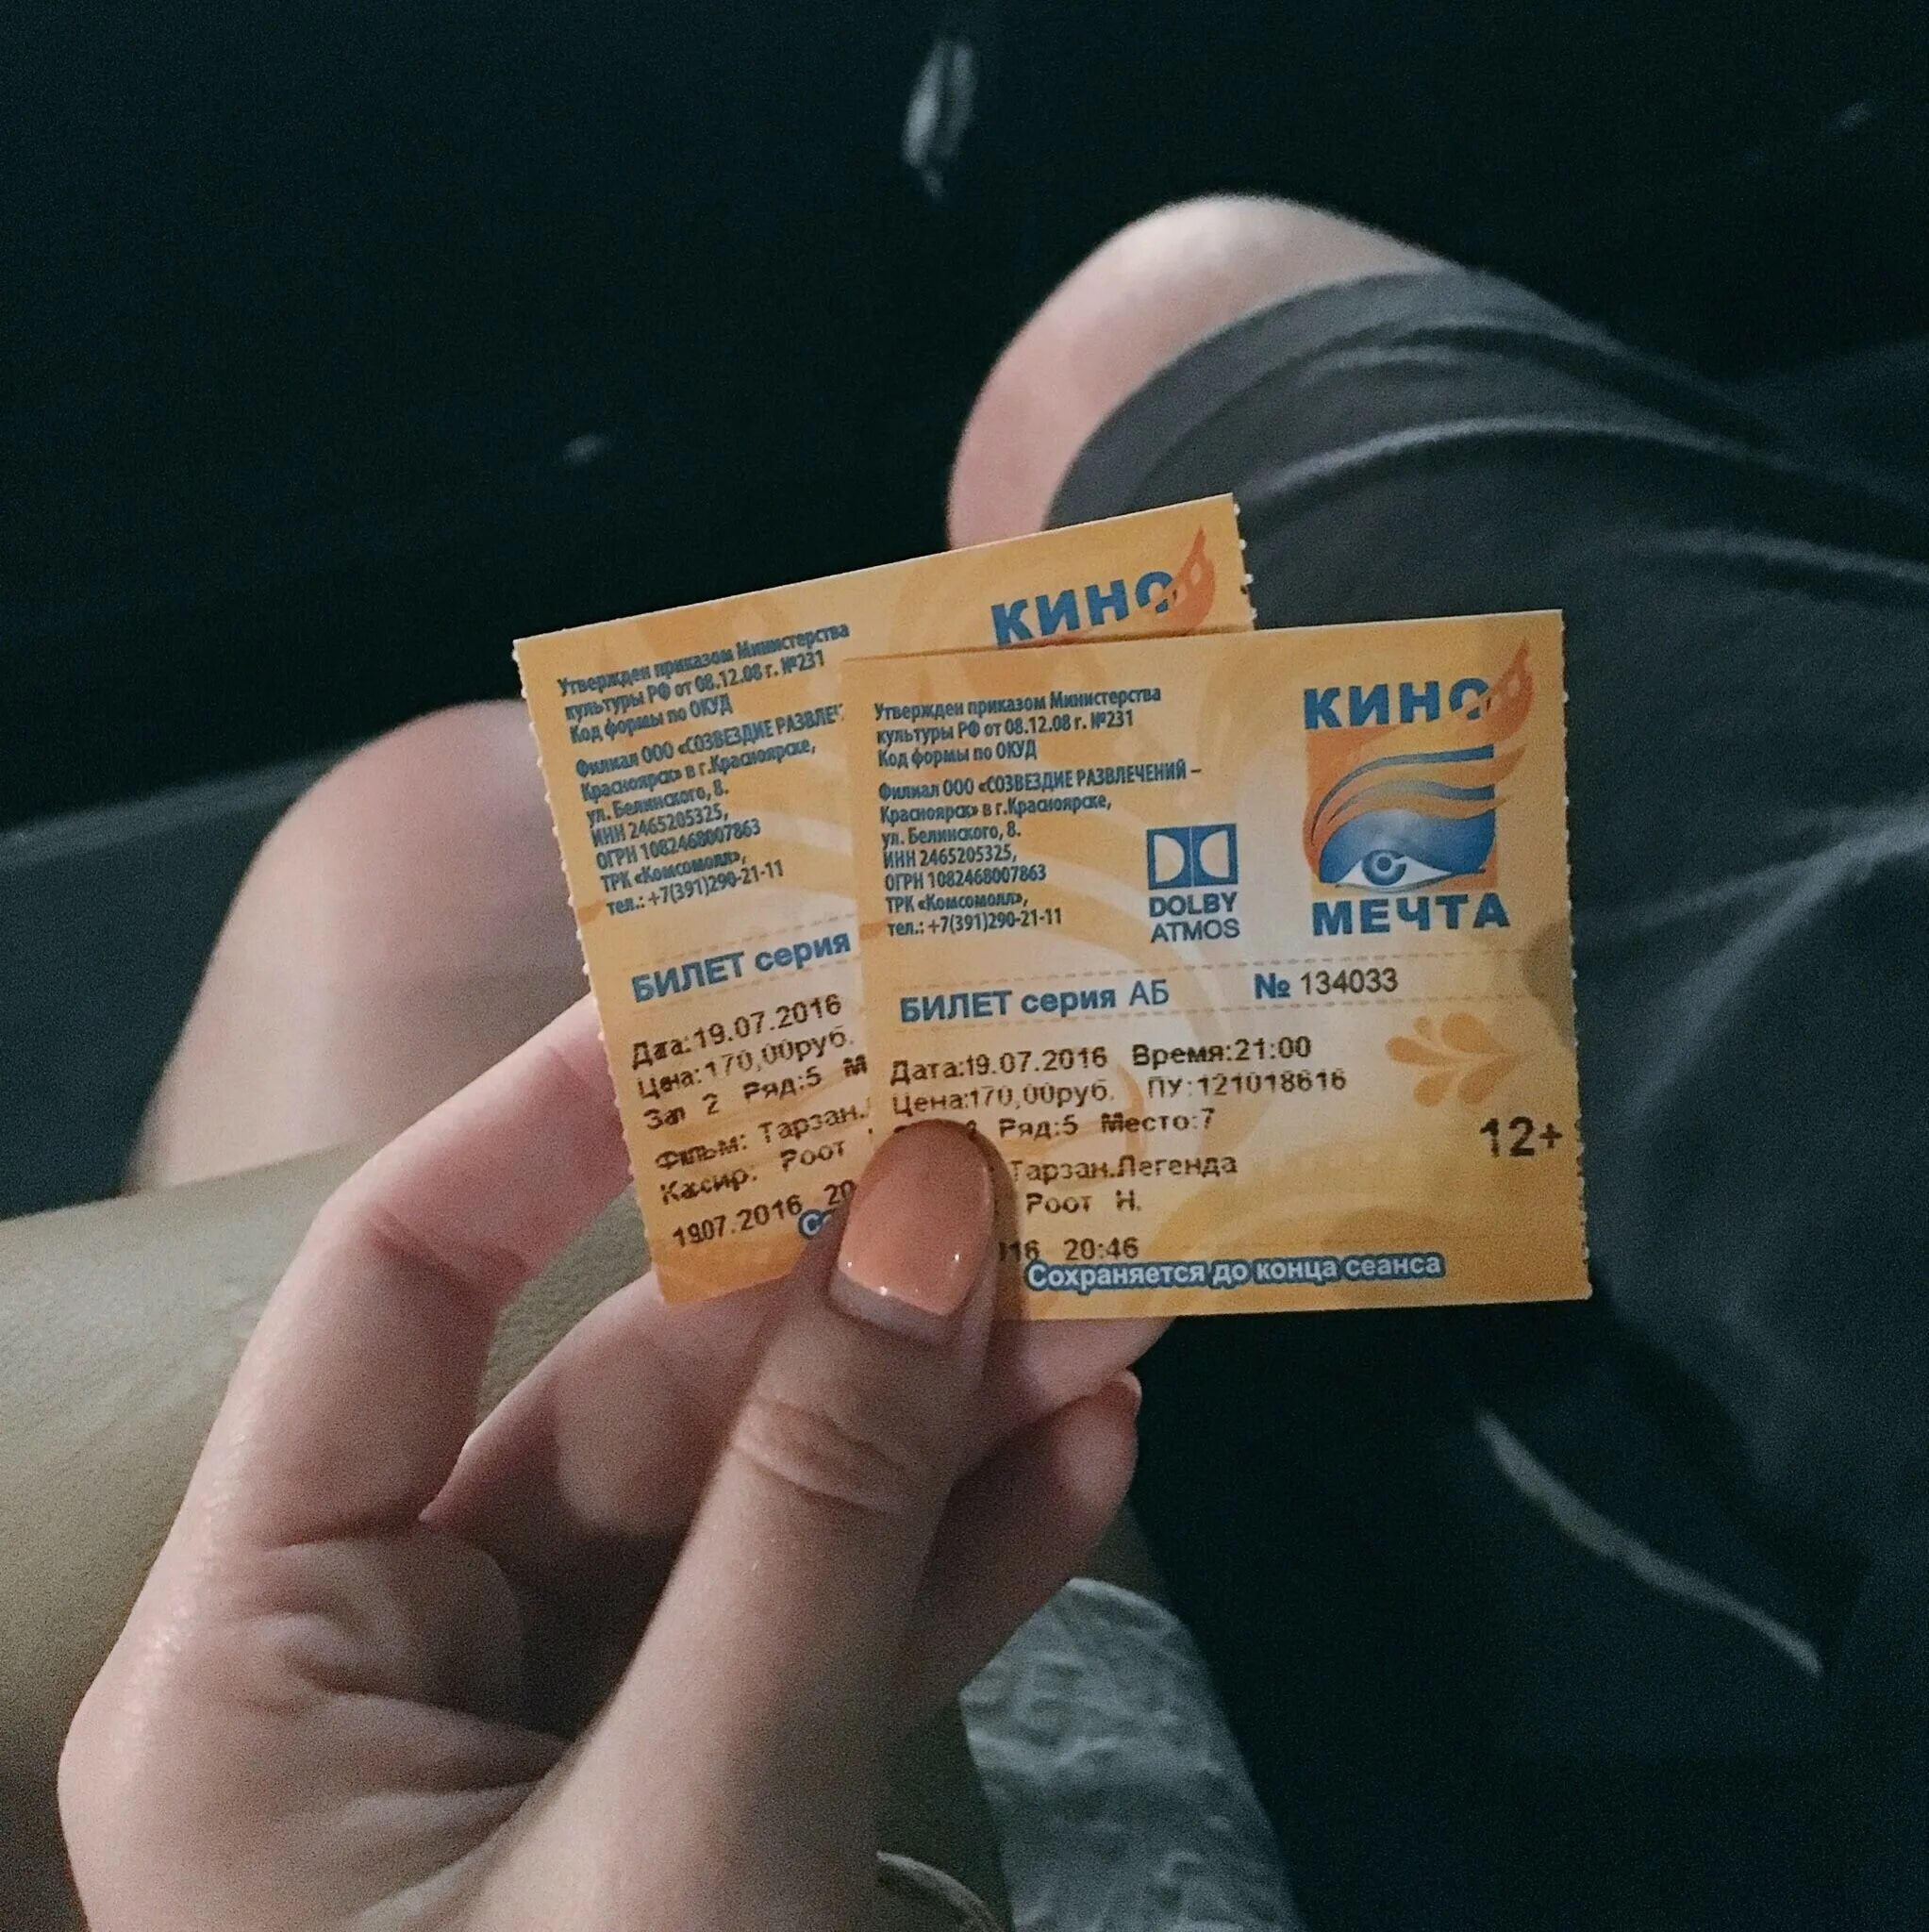 Утвержден приказом Министерства
культуры РФ от 08.12.08 г. №231
Код формы по ОКУД
Филиал ООО «СОЗВЕЗДИЕ
Красноярск» в г.Красноярске,
ул. Белинского, 8.
ИНН 2465205325,
ОГРН 1082468007863
ТРК «Комсомолл»,
тел.: +7(391)290-21-11
КИНО
БИЛЕТ серия
Дата:19.07.2016
Цена:170,00руб.
Зал 2 Ряд:5
Фильм: Тарзан.
Касир: Роот
19.07.2016
Утвержден приказом Министерства
культуры РФ от 08.12.08 г. №231
Код формы по ОКУД
Филиал ООО «СОЗВЕЗДИЕ РАЗВЛЕЧЕНИЙ –
Красноярск» в г.Красноярске,
ул. Белинского, 8.
ИНН 2465205325,
ОГРН 1082468007863
ТРК «Комсомолл»,
тел.: +7(391)290-21-11
DOLBY
ATMOS
КИНО
МЕЧТА
БИЛЕТ серия АБ № 134033
Дата:19.07.2016 Время:21:00
Цена:170,00руб. ПУ:121018616
Ряд:5 Место:7
12+
Тарзан.Легенда
Роот Н.
20:46
Сохраняется до конца сеанса